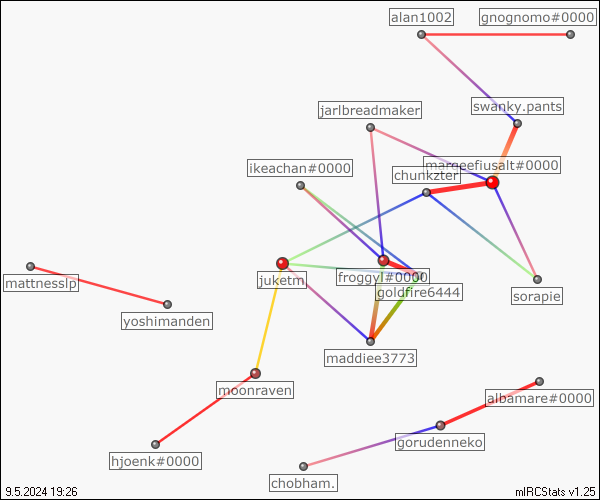 alan1002
gnognomo#0000
swanky.pants
jarlbreadmaker
marqeefiusalt#0000
ikeachan#0000
chunkzter
froggyl#0000
juketm
mattnesslp
goldfire6444
sorapie
yoshimanden
maddiee3773
moonraven
albamare#0000
gorudenneko
hjoenk#0000
chobham.
9.5.2024 19:26
mIRCStats v1.25